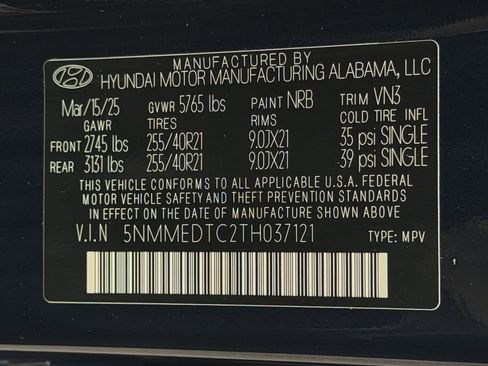 MANUFACTURED BY
HYUNDAI MOTOR MANUFACTURING ALABAMA, LLC
Mar/15/25 GVWR 5765 lbs PAINT NRB TRIM VN3
GAWR TIRES RIMS COLD TIRE INFL
FRONT 2745 lbs 255/40R21 9.0JX21 35 psi SINGLE
REAR 3131 lbs 255/40R21 9.0JX21 39 psi SINGLE
THIS VEHICLE CONFORMS TO ALL APPLICABLE U.S.A. FEDERAL
MOTOR VEHICLE SAFETY AND THEFT PREVENTION STANDARDS
IN EFFECT ON THE DATE OF MANUFACTURE SHOWN ABOVE.
V.I.N 5NMMEDTC2TH037121 TYPE: MPV